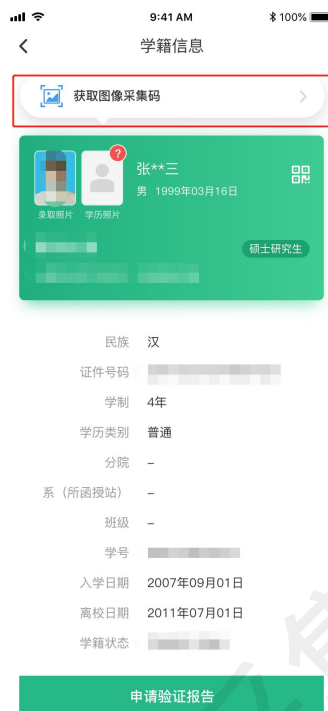 9:41 AM
100%
学籍信息
获取图像采集码
?
张**三
男 1999年03月16日
录取照片 学历照片
硕士研究生
民族 汉
证件号码
学制 4年
学历类别 普通
分院 –
系（所函授站） –
班级 –
学号
入学日期 2007年09月01日
离校日期 2011年07月01日
学籍状态
申请验证报告